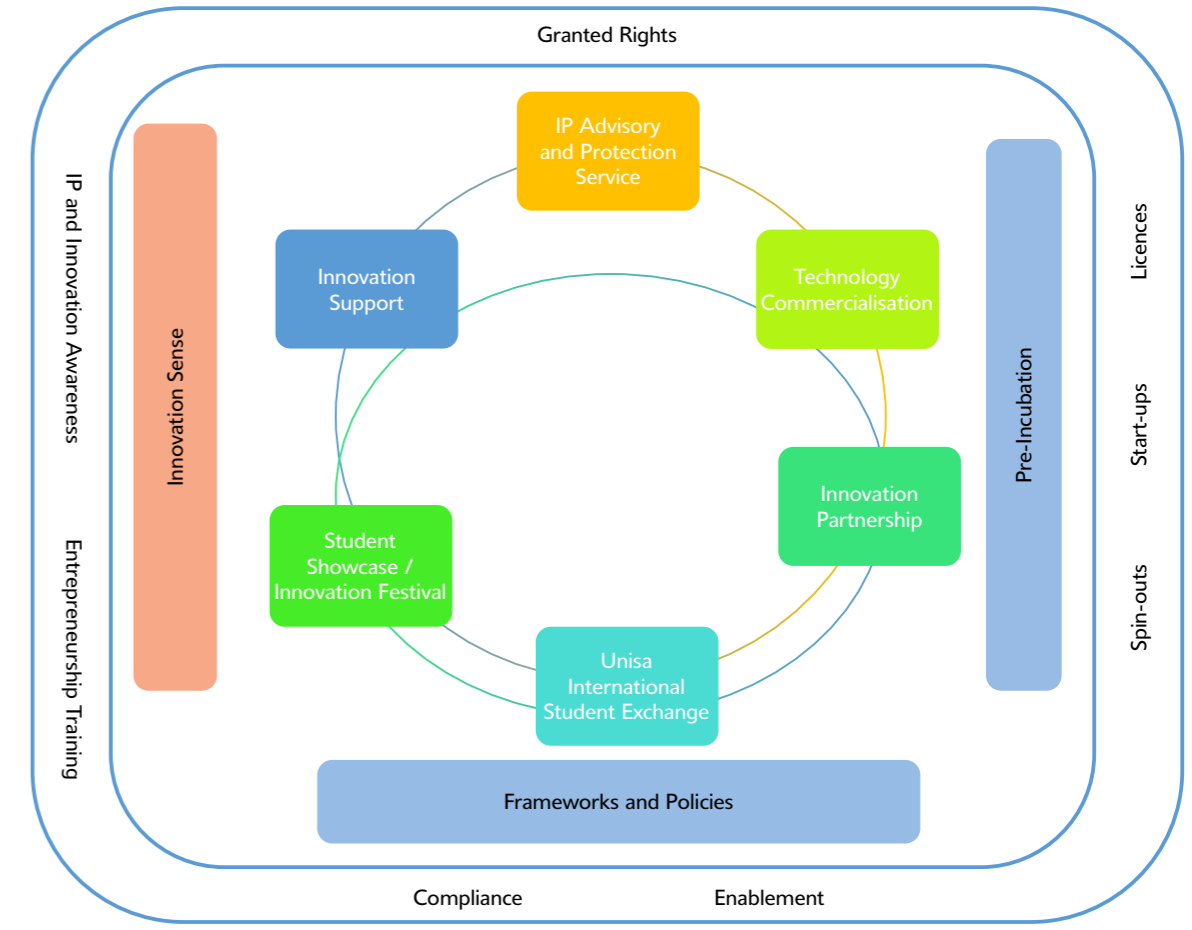 Granted Rights
IP and Innovation Awareness
Entrepreneurship Training
Innovation Sense
IP Advisory
and Protection
Service
Innovation
Support
Technology
Commercialisation
Innovation
Partnership
Student
Showcase /
Innovation Festival
Unisa
International
Student Exchange
Pre-Incubation
Licences
Start-ups
Spin-outs
Frameworks and Policies
Compliance
Enablement